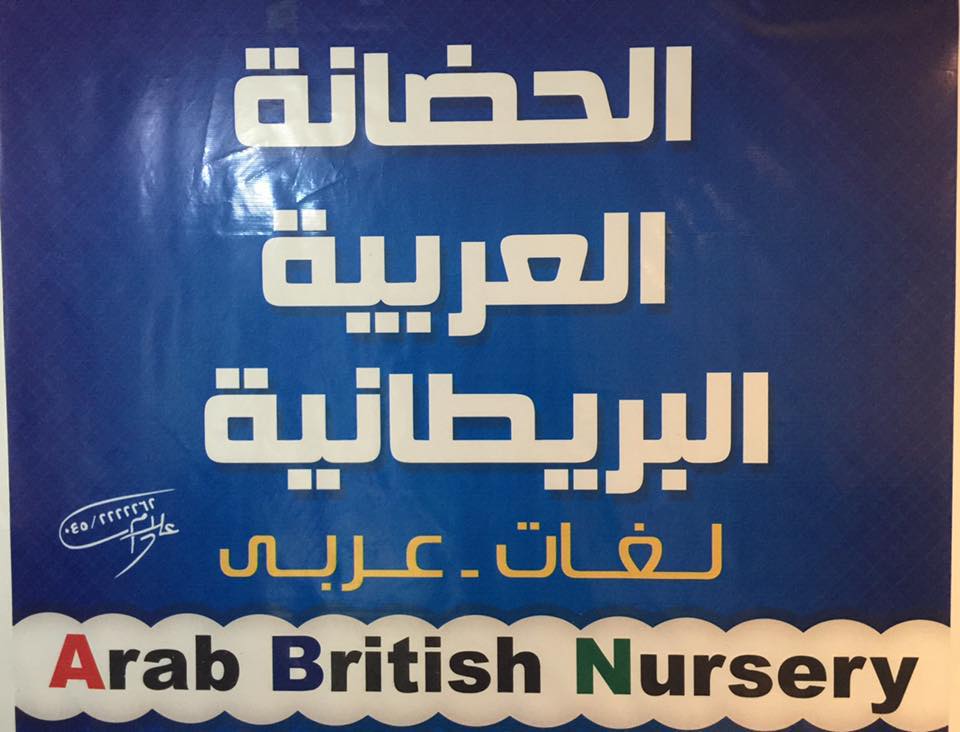 الحضانة
العربية
البريطانية
لغات - عربى
Arab British Nursery